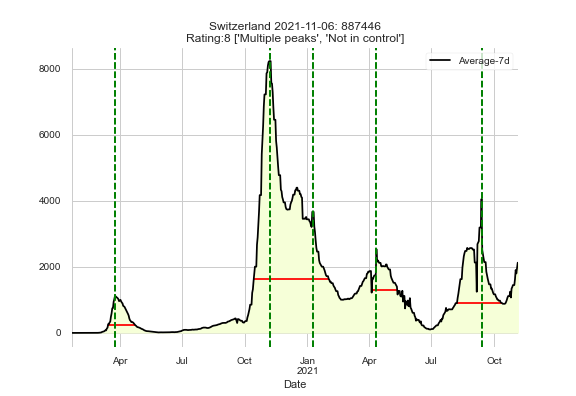 Switzerland 2021-11-06: 887446
Rating:8 ['Multiple peaks', 'Not in control']
Average-7d
8000
6000
4000
2000
0
Apr Jul Oct Jan Apr Jul Oct
2021
Date